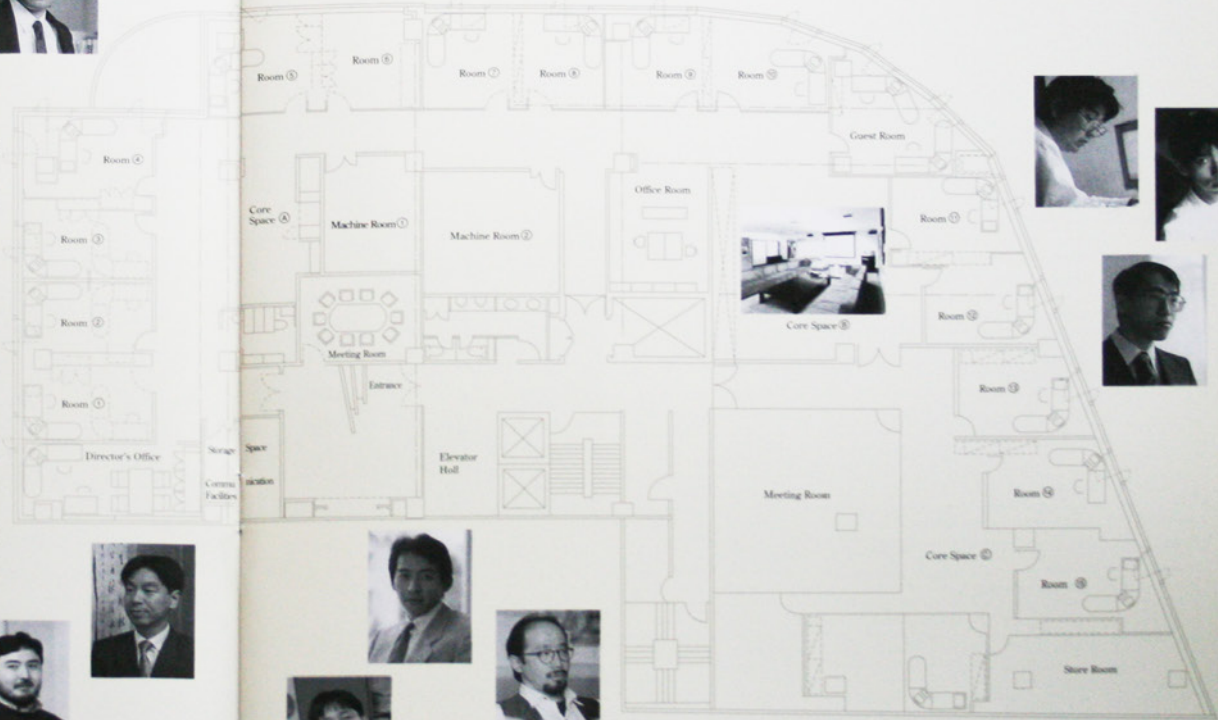 Room ⑤
Room ⑥
Room ⑦
Room ⑧
Room ⑨
Room ⑩
Guest Room
Room ④
Core
Space Ⓐ
Machine Room ①
Machine Room ②
Office Room
Room ⑪
Room ③
Room ②
Meeting Room
Core Space Ⓑ
Room ⑫
Entrance
Room ⑬
Room ①
Director's Office
Storage Space
Commu nication
Facilities
Elevator
Holl
Meeting Room
Room ⑭
Core Space Ⓒ
Room ⑮
Store Room